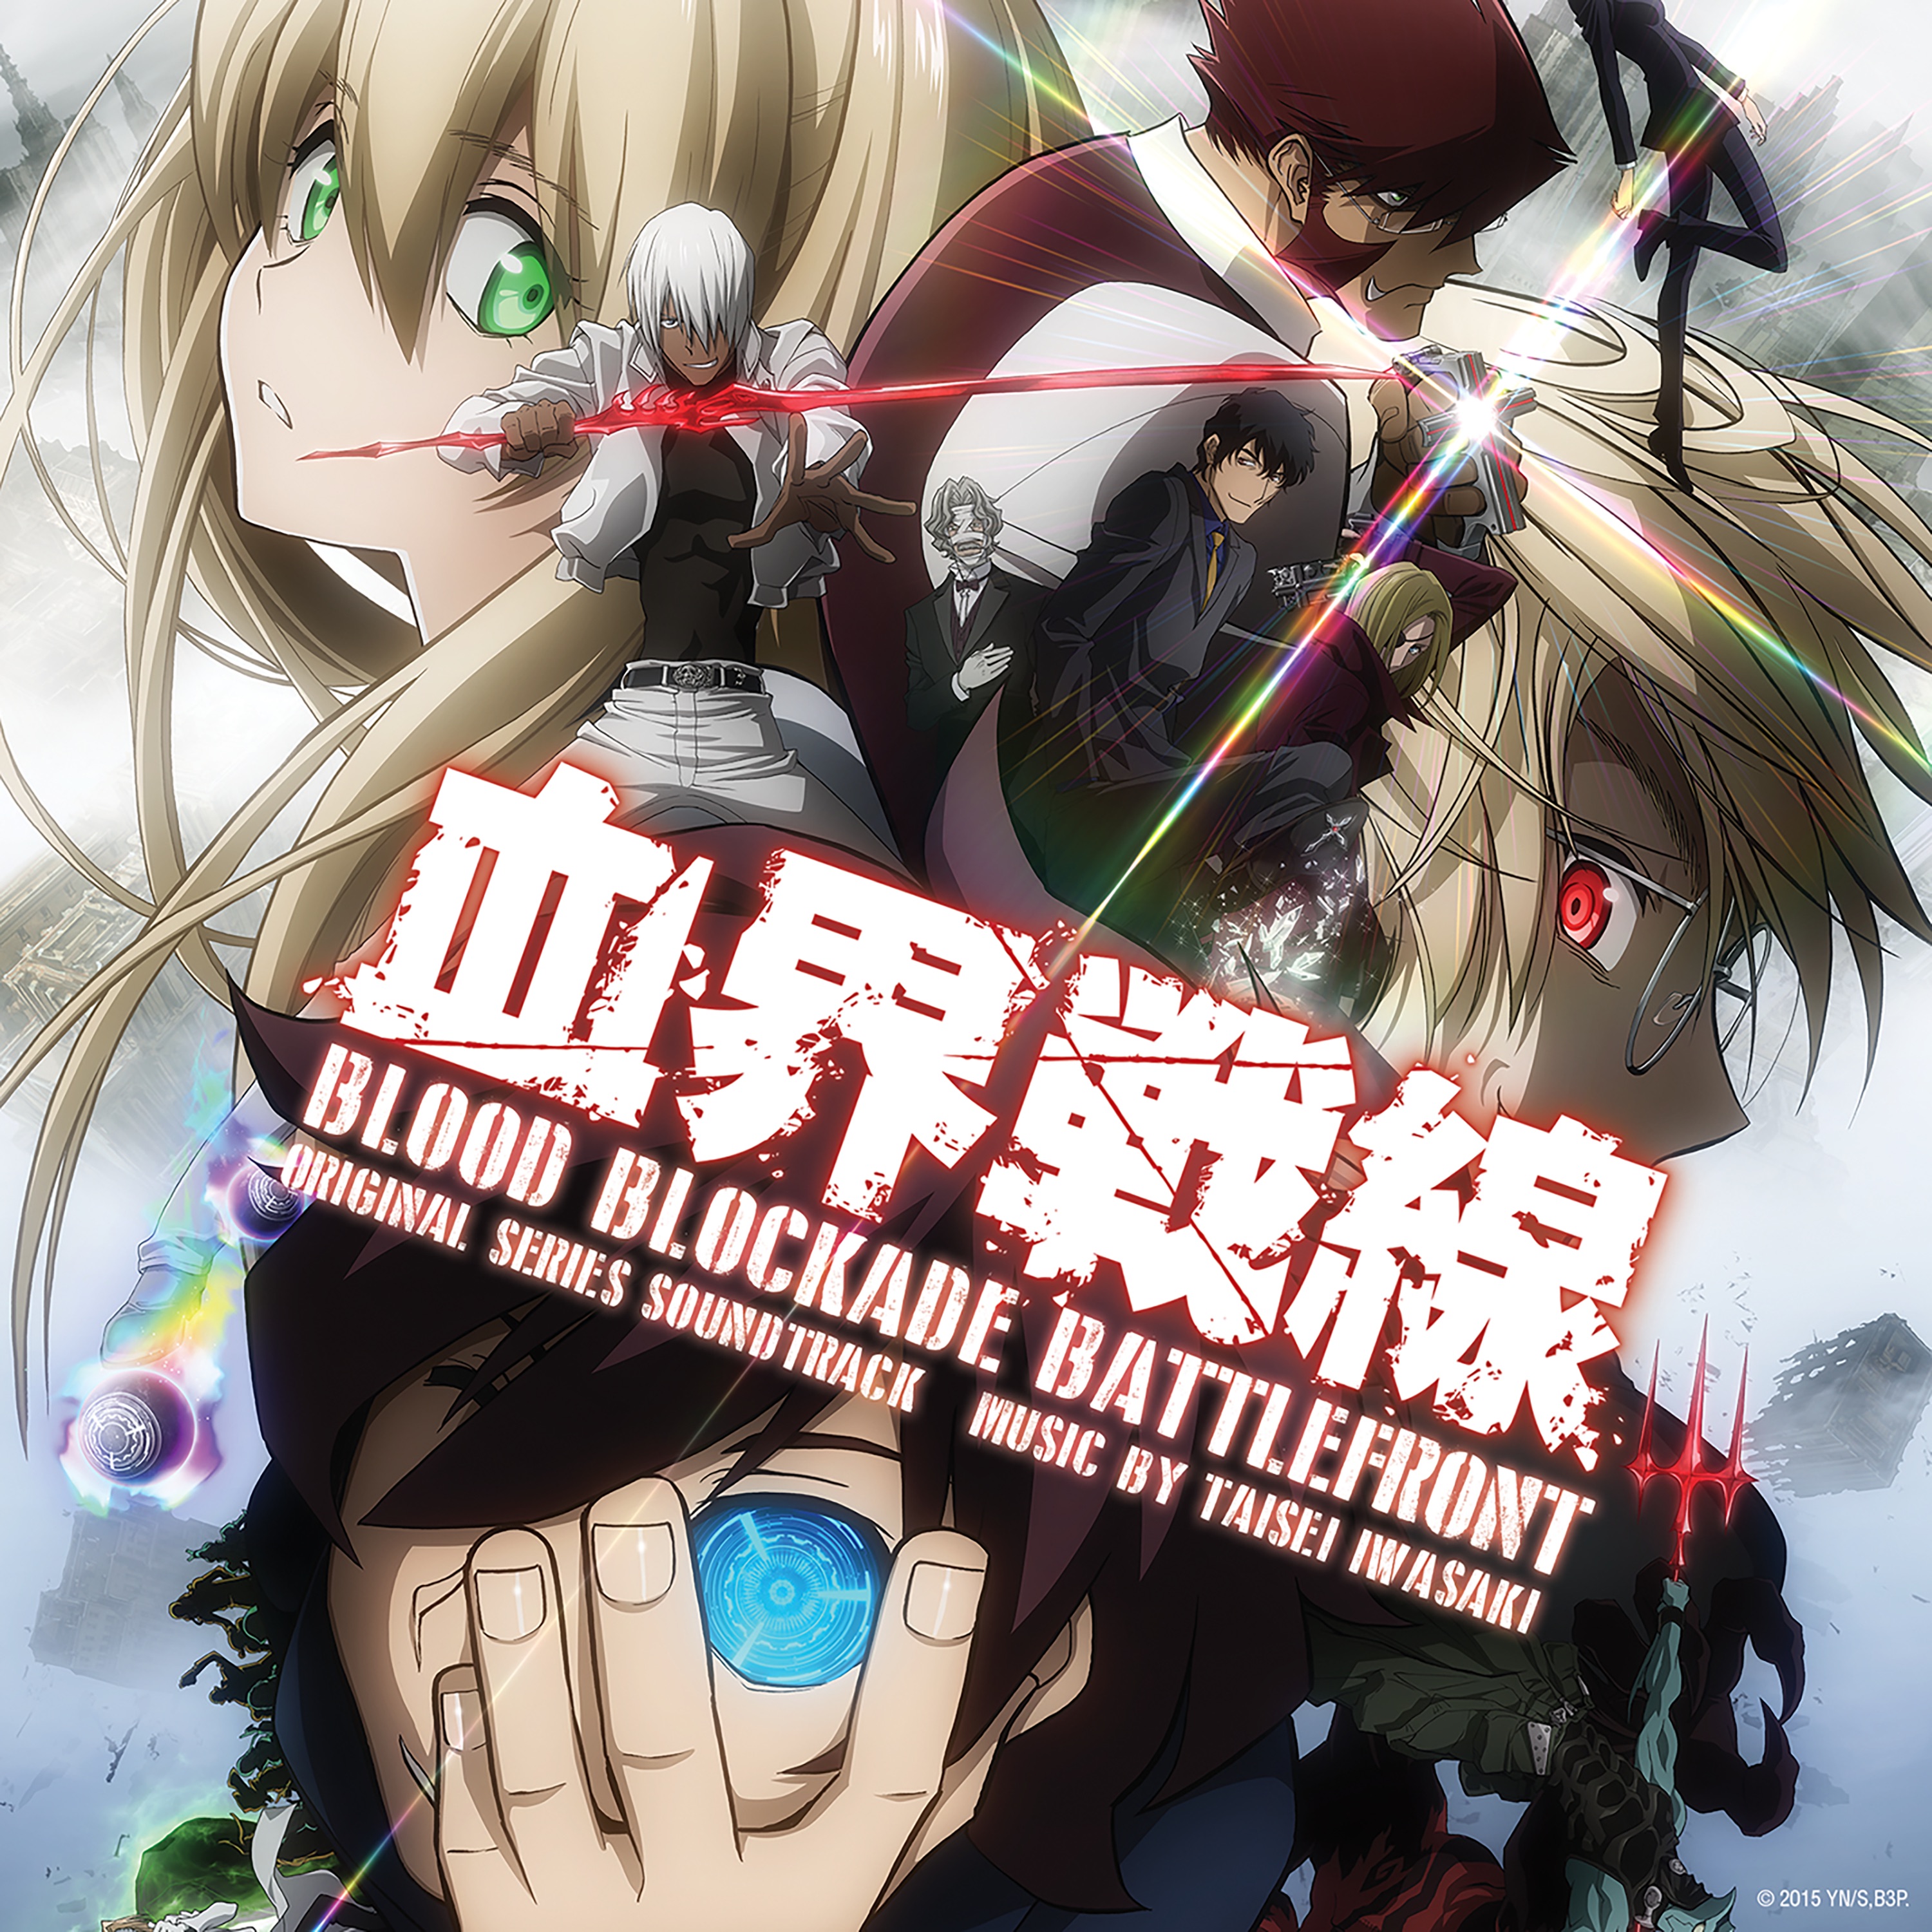 血界戦線
BLOOD BLOCKADE BATTLEFRONT
ORIGINAL SERIES SOUNDTRACK MUSIC BY TAISEI IWASAKI
© 2015 YN/S,B3P.